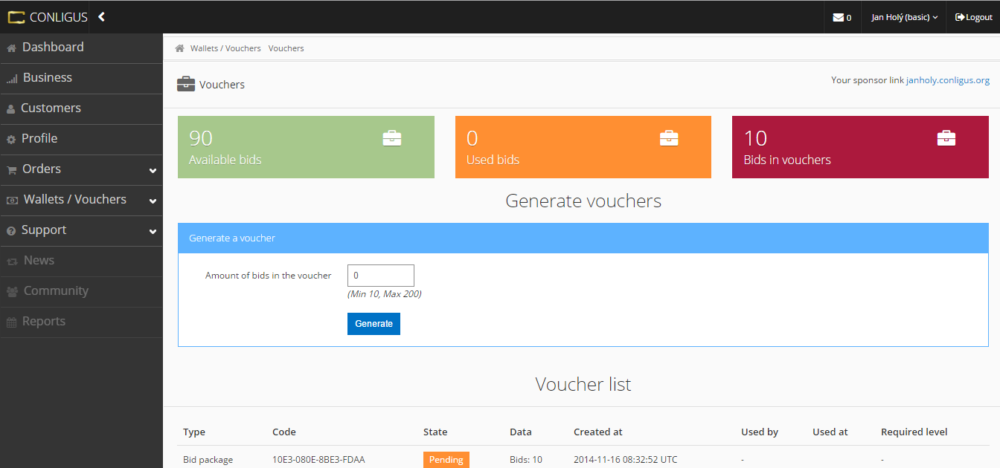 CONLIGUS
0
Jan Holý (basic)
Logout
Dashboard
Business
Customers
Profile
Orders
Wallets / Vouchers
Support
News
Community
Reports
Wallets / Vouchers Vouchers
Vouchers
Your sponsor link janholy.conligus.org
90
Available bids
0
Used bids
10
Bids in vouchers
Generate vouchers
Generate a voucher
Amount of bids in the voucher 0
(Min 10, Max 200)
Generate
Voucher list
Type Code State Data Created at Used by Used at Required level
Bid package 10E3-080E-8BE3-FDAA Pending Bids: 10 2014-11-16 08:32:52 UTC - -